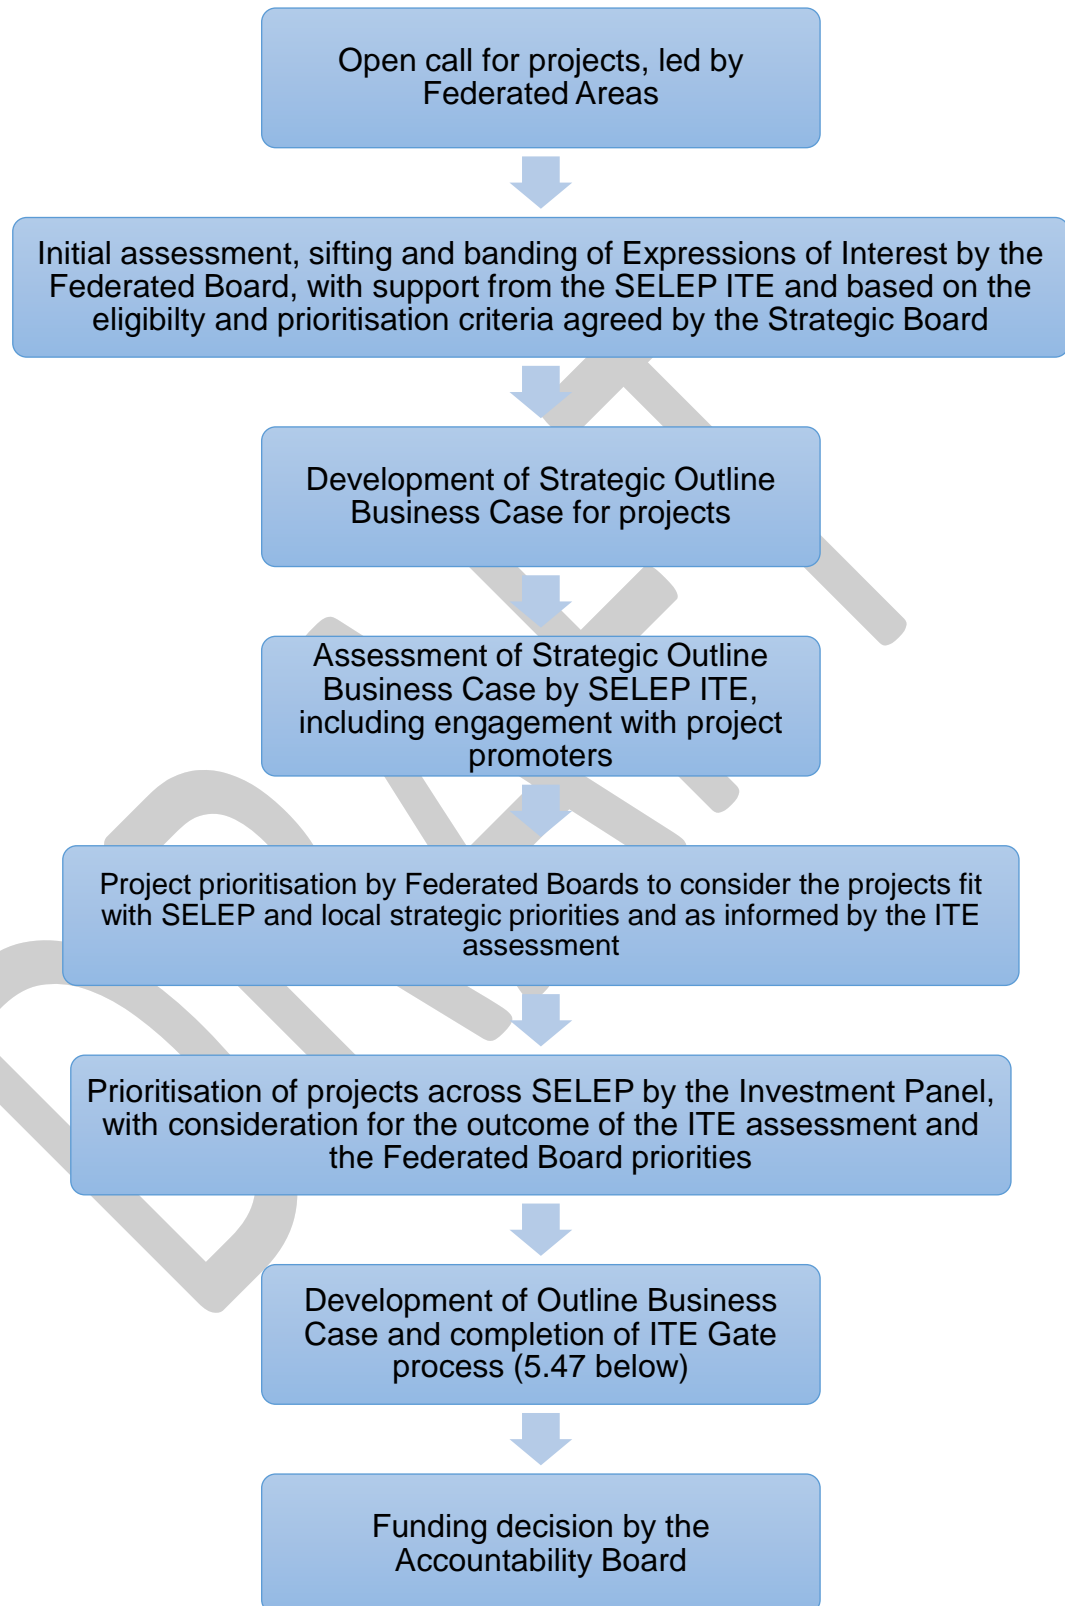 Open call for projects, led by
Federated Areas
Initial assessment, sifting and banding of Expressions of Interest by the
Federated Board, with support from the SELEP ITE and based on the
eligibilty and prioritisation criteria agreed by the Strategic Board
Development of Strategic Outline
Business Case for projects
Assessment of Strategic Outline
Business Case by SELEP ITE,
including engagement with project
promoters
Project prioritisation by Federated Boards to consider the projects fit
with SELEP and local strategic priorities and as informed by the ITE
assessment
Prioritisation of projects across SELEP by the Investment Panel,
with consideration for the outcome of the ITE assessment and
the Federated Board priorities
Development of Outline Business
Case and completion of ITE Gate
process (5.47 below)
Funding decision by the
Accountability Board
DRAFT